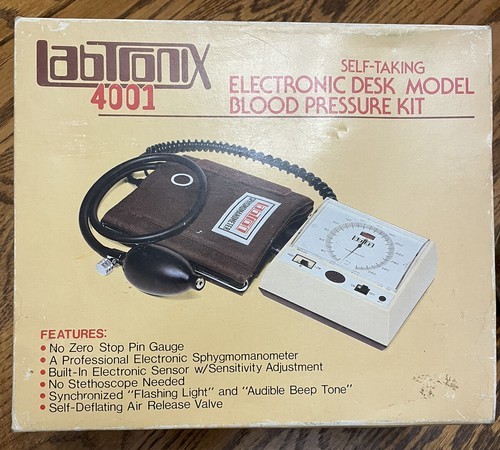 LabTronix
4001
SELF-TAKING
ELECTRONIC DESK MODEL
BLOOD PRESSURE KIT
SPHYGMOMANOMETER
FEATURES:
• No Zero Stop Pin Gauge
• A Professional Electronic Sphygmomanometer
• Built-In Electronic Sensor w/Sensitivity Adjustment
• No Stethoscope Needed
• Synchronized "Flashing Light" and "Audible Beep Tone"
• Self-Deflating Air Release Valve